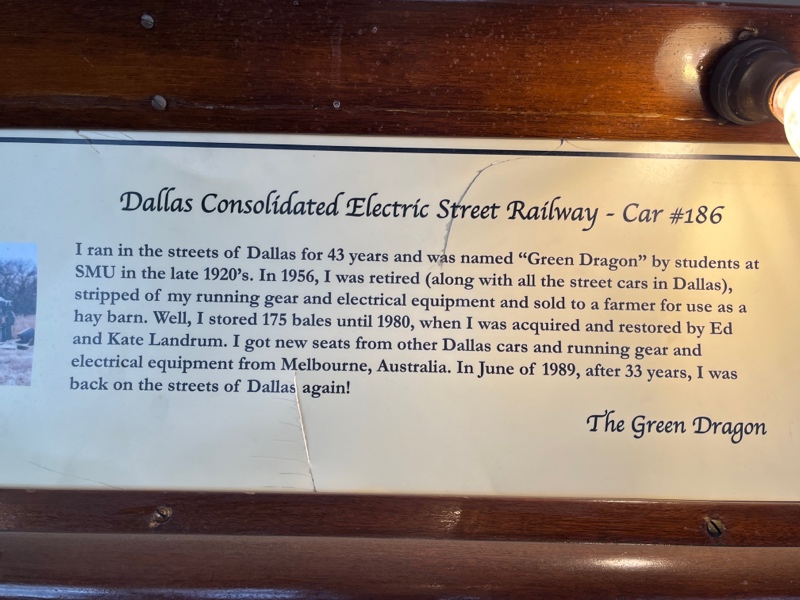 Dallas Consolidated Electric Street Railway - Car #186
I ran in the streets of Dallas for 43 years and was named “Green Dragon” by students at
SMU in the late 1920’s. In 1956, I was retired (along with all the street cars in Dallas),
stripped of my running gear and electrical equipment and sold to a farmer for use as a
hay barn. Well, I stored 175 bales until 1980, when I was acquired and restored by Ed
and Kate Landrum. I got new seats from other Dallas cars and running gear and
electrical equipment from Melbourne, Australia. In June of 1989, after 33 years, I was
back on the streets of Dallas again!
The Green Dragon